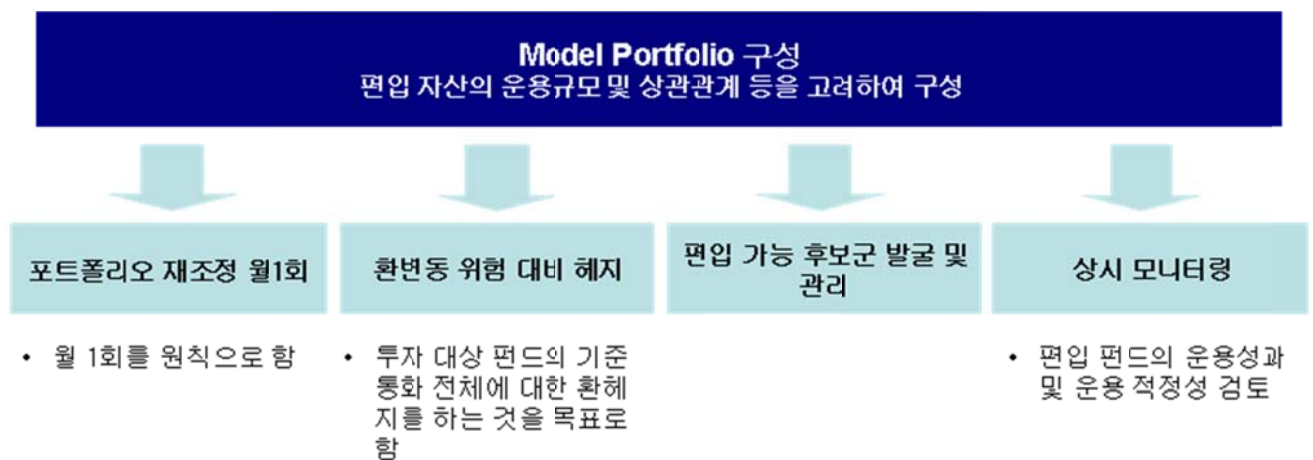 Model Portfolio 구성
편입 자산의 운용규모 및 상관관계 등을 고려하여 구성
포트폴리오 재조정 월1회
환변동 위험 대비 헤지
편입 가능 후보군 발굴 및
관리
상시 모니터링
• 월 1회를 원칙으로 함
• 투자 대상 펀드의 기준
통화 전체에 대한 환헤
지를 하는 것을 목표로
함
• 편입 펀드의 운용성과
및 운용 적정성 검토